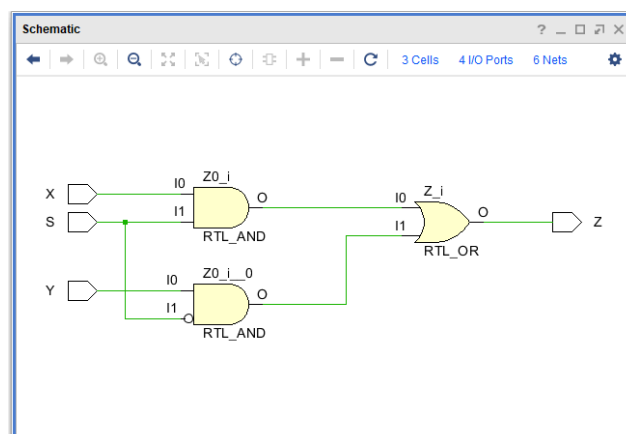 Schematic
?
3 Cells 4 I/O Ports 6 Nets
Z0_i
X I0 O
S I1
RTL_AND
Z_i
I0 O Z
I1
RTL_OR
Z0_i__0
Y I0 O
I1
RTL_AND